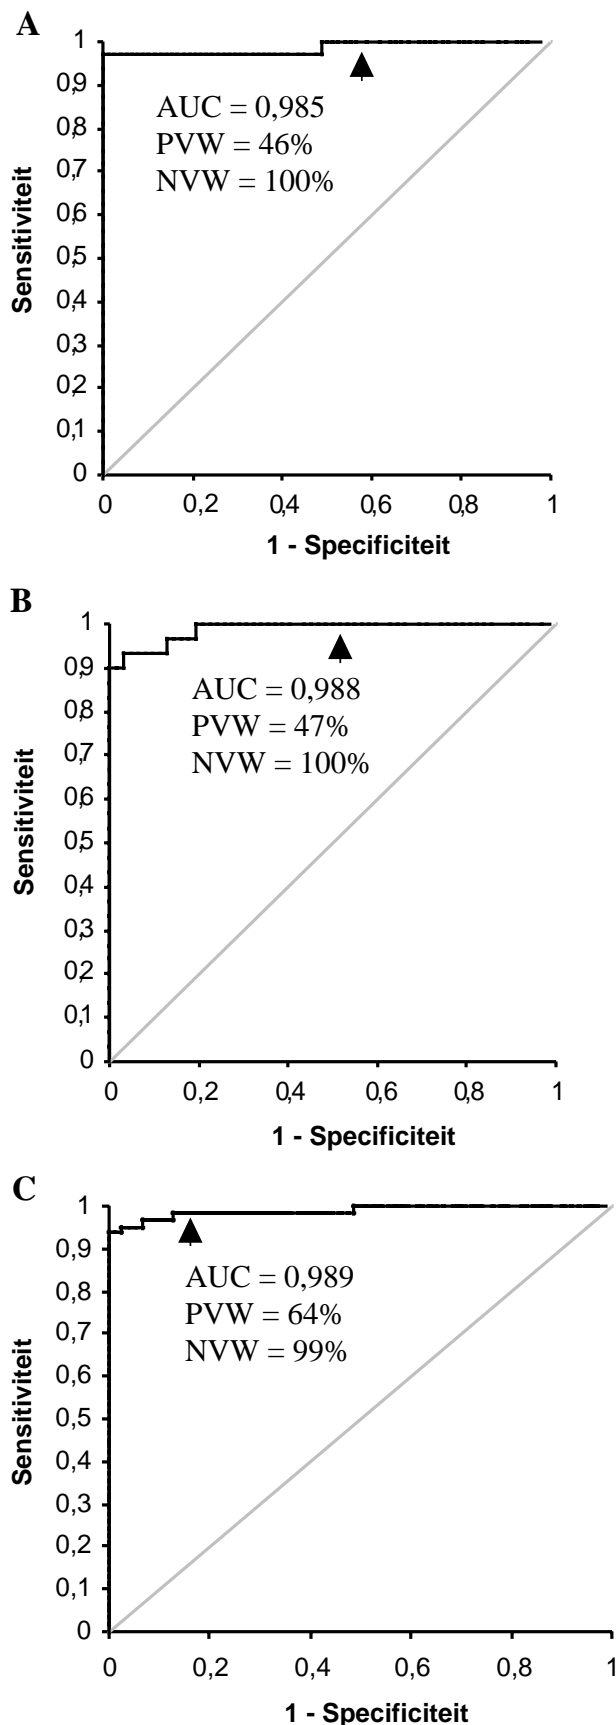 A
1
0,9
0,8
0,7
0,6
0,5
0,4
0,3
0,2
0,1
0
Sensitiviteit
AUC = 0,985
PVW = 46%
NVW = 100%
0 0,2 0,4 0,6 0,8 1
1 - Specificiteit
B
1
0,9
0,8
0,7
0,6
0,5
0,4
0,3
0,2
0,1
0
Sensitiviteit
AUC = 0,988
PVW = 47%
NVW = 100%
0 0,2 0,4 0,6 0,8 1
1 - Specificiteit
C
1
0,9
0,8
0,7
0,6
0,5
0,4
0,3
0,2
0,1
0
Sensitiviteit
AUC = 0,989
PVW = 64%
NVW = 99%
0 0,2 0,4 0,6 0,8 1
1 - Specificiteit